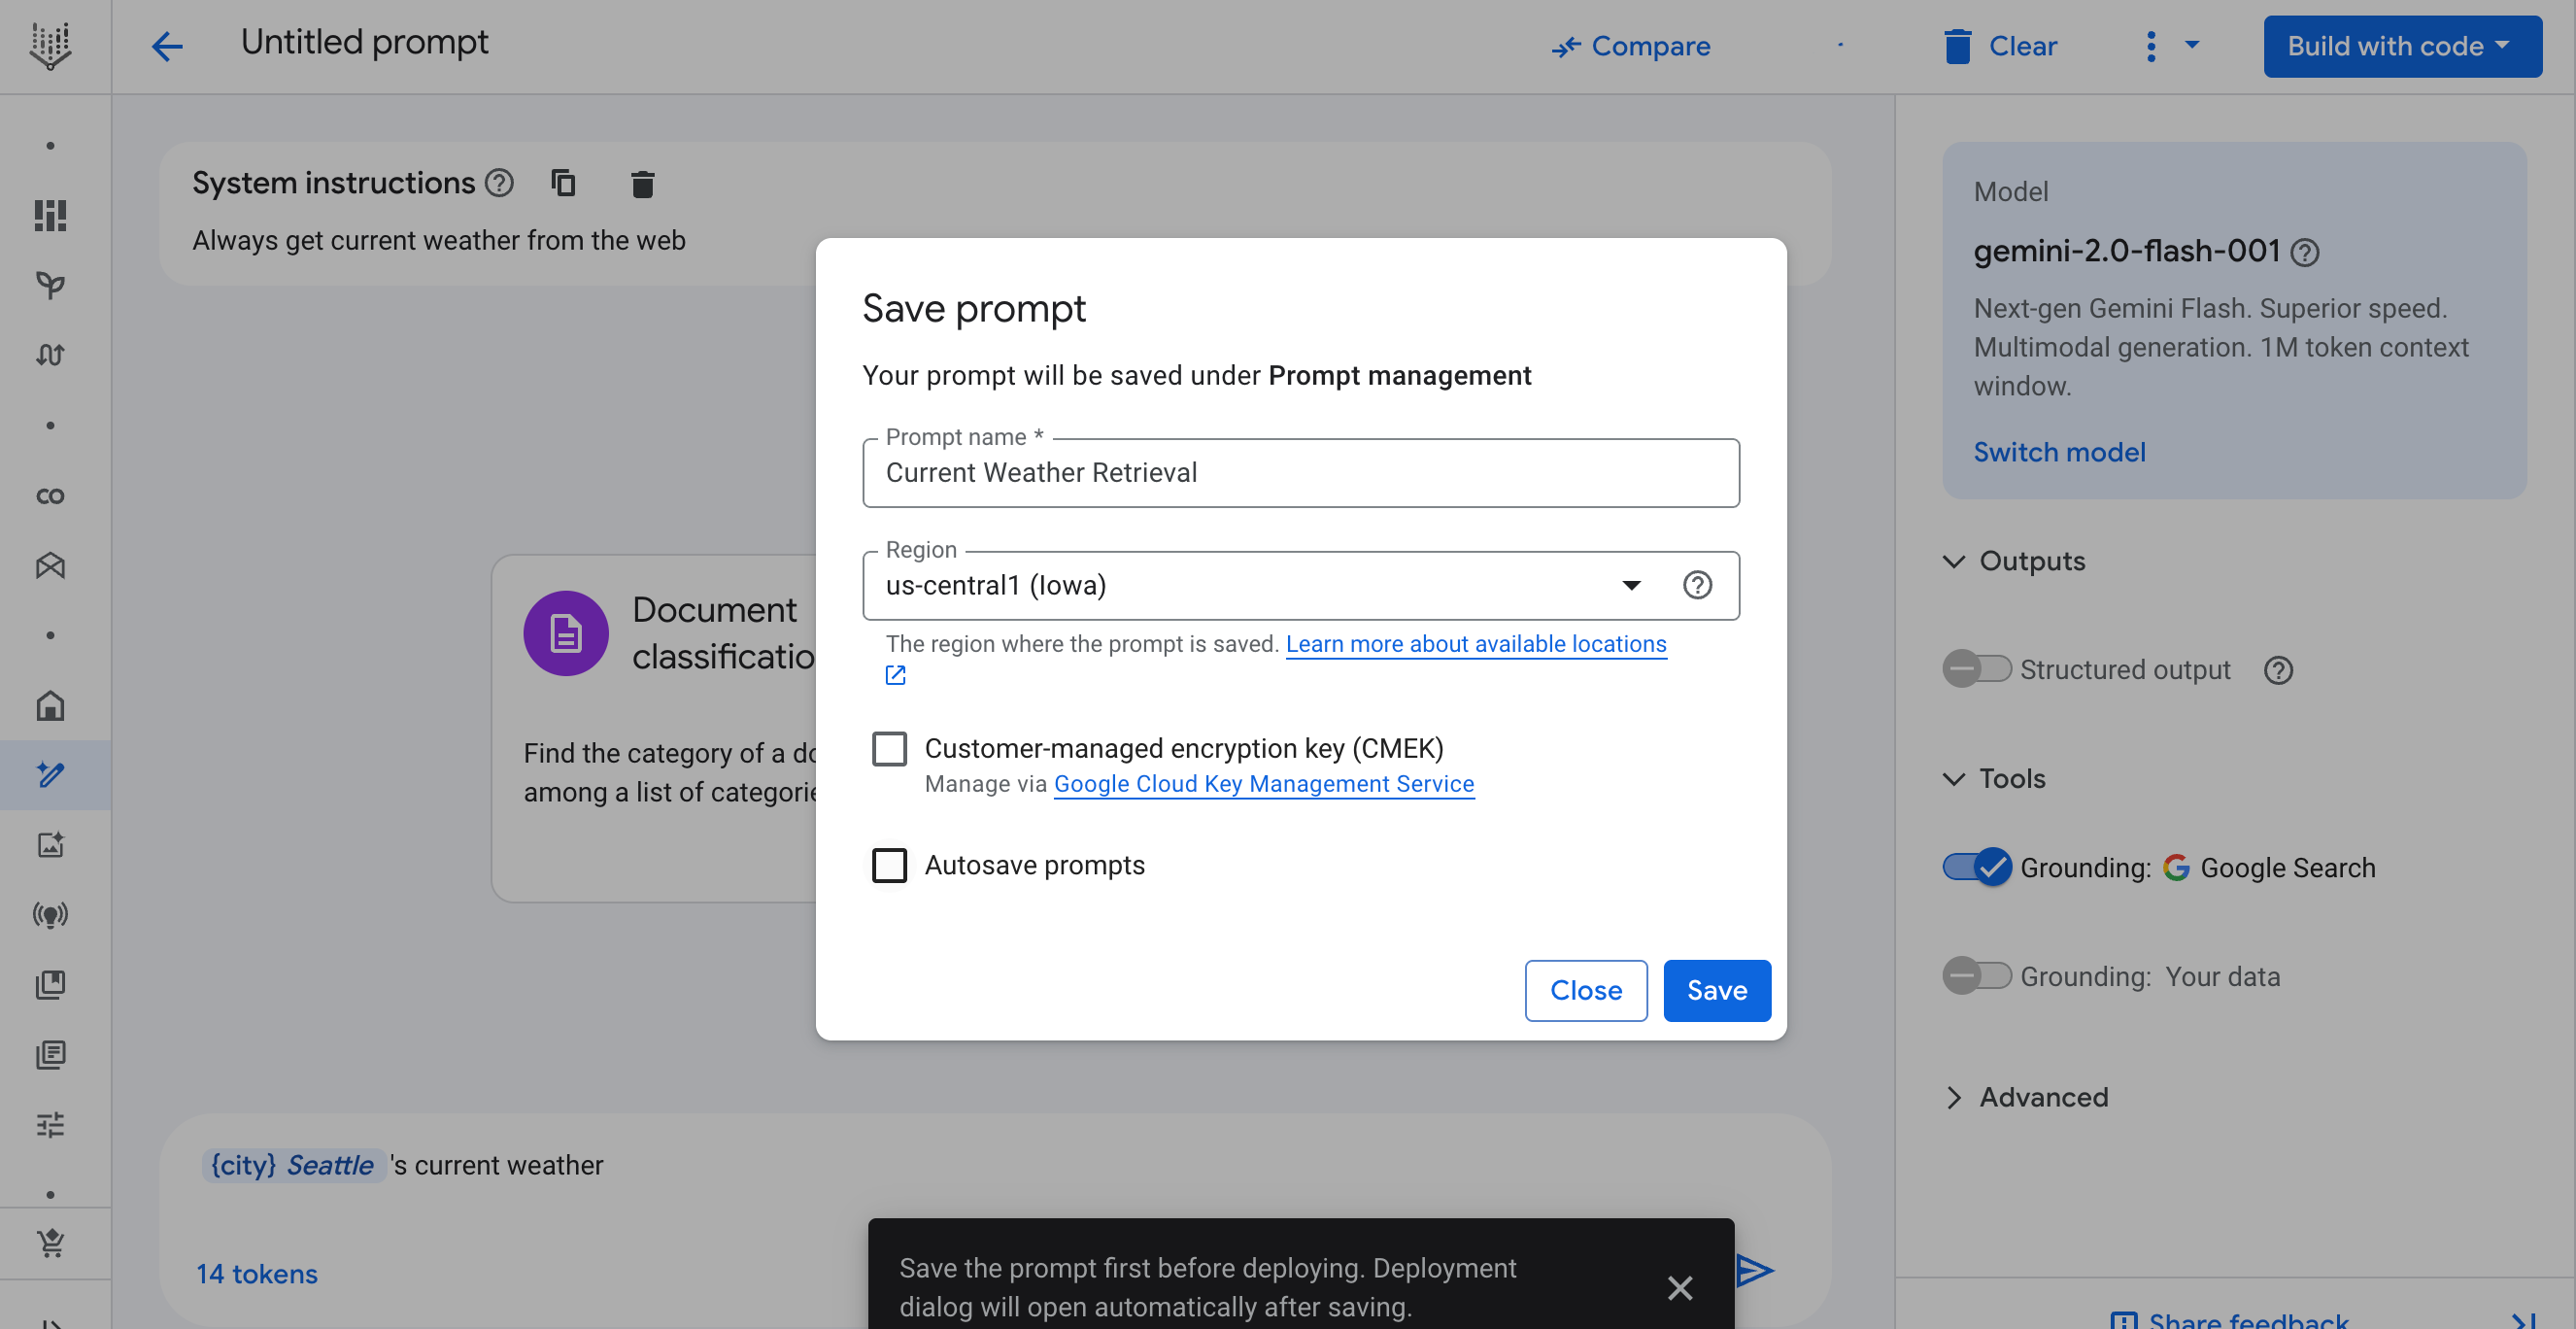 Untitled prompt
Compare
Clear
Build with code
System instructions
Always get current weather from the web
Document
classificatio
Find the category of a do
among a list of categorie
Save prompt
Your prompt will be saved under Prompt management
Prompt name *
Current Weather Retrieval
Region
us-central1 (Iowa)
The region where the prompt is saved. Learn more about available locations
Customer-managed encryption key (CMEK)
Manage via Google Cloud Key Management Service
Autosave prompts
Close
Save
Model
gemini-2.0-flash-001
Next-gen Gemini Flash. Superior speed.
Multimodal generation. 1M token context
window.
Switch model
Outputs
Structured output
Tools
Grounding: Google Search
Grounding: Your data
Advanced
{city} Seattle 's current weather
14 tokens
Save the prompt first before deploying. Deployment
dialog will open automatically after saving.
Share feedback